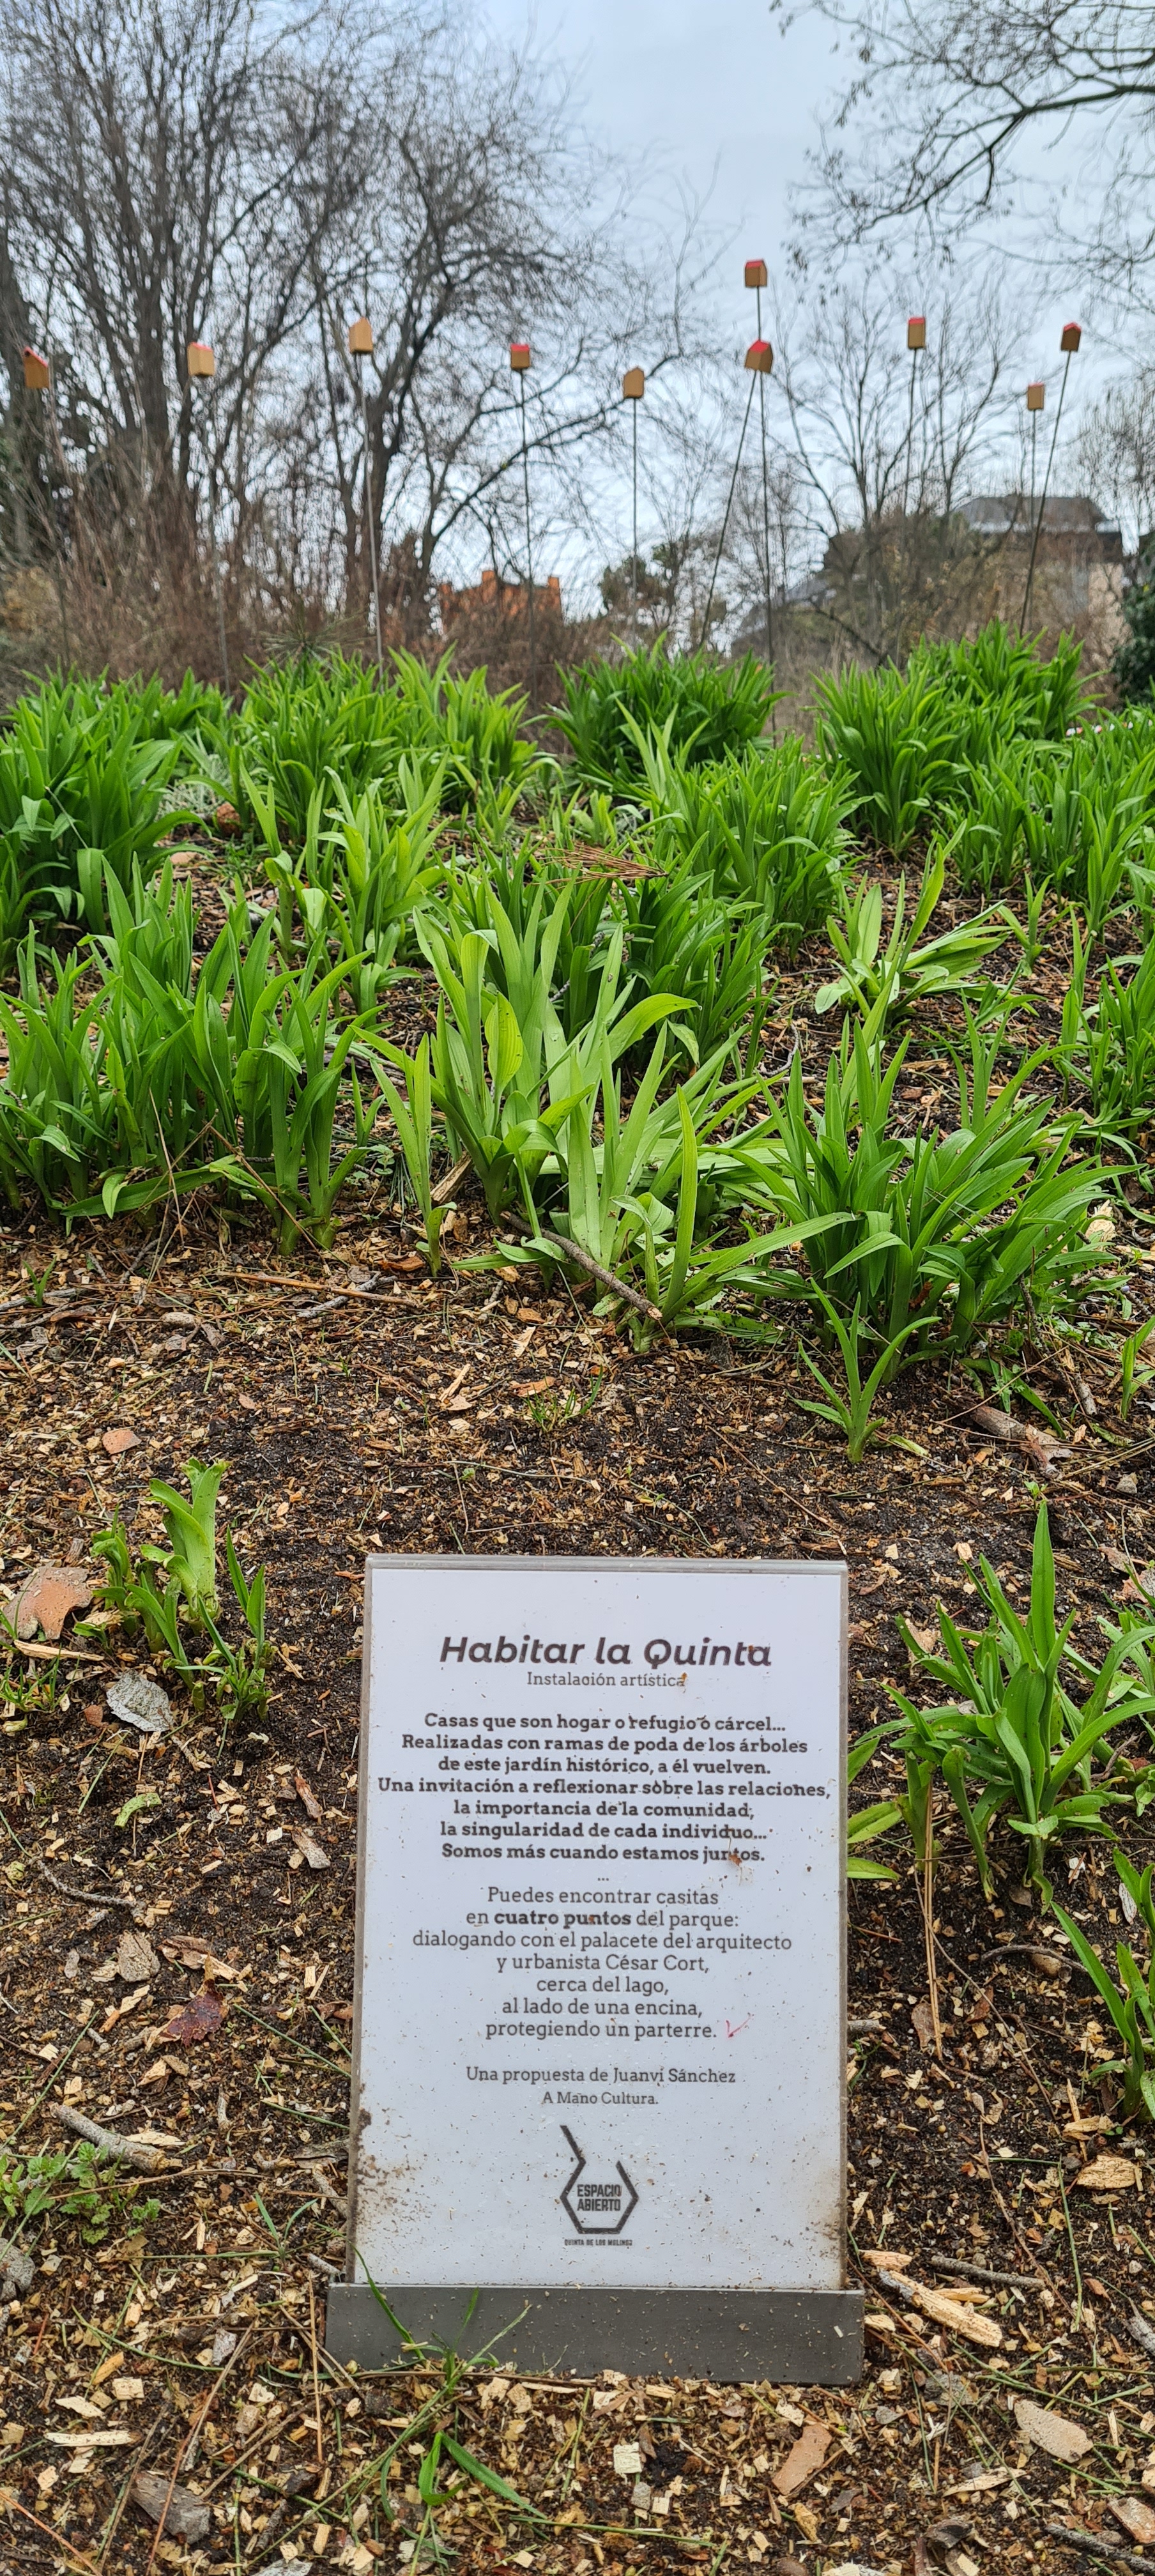 Habitar la Quinta
Instalación artística
Casas que son hogar o refugio o cárcel...
Realizadas con ramas de poda de los árboles
de este jardín histórico, a él vuelven.
Una invitación a reflexionar sobre las relaciones,
la importancia de la comunidad,
la singularidad de cada individuo...
Somos más cuando estamos juntos.
...
Puedes encontrar casitas
en cuatro puntos del parque:
dialogando con el palacete del arquitecto
y urbanista César Cort,
cerca del lago,
al lado de una encina,
protegiendo un parterre.
Una propuesta de Juanvi Sánchez
A Mano Cultura.
ESPACIO
ABIERTO
QUINTA DE LOS MOLINOS